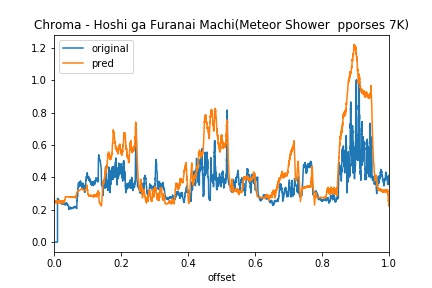 Chroma - Hoshi ga Furanai Machi(Meteor Shower  pporses 7K)
original
pred
1.2
1.0
0.8
0.6
0.4
0.2
0.0
0.0 0.2 0.4 0.6 0.8 1.0
offset